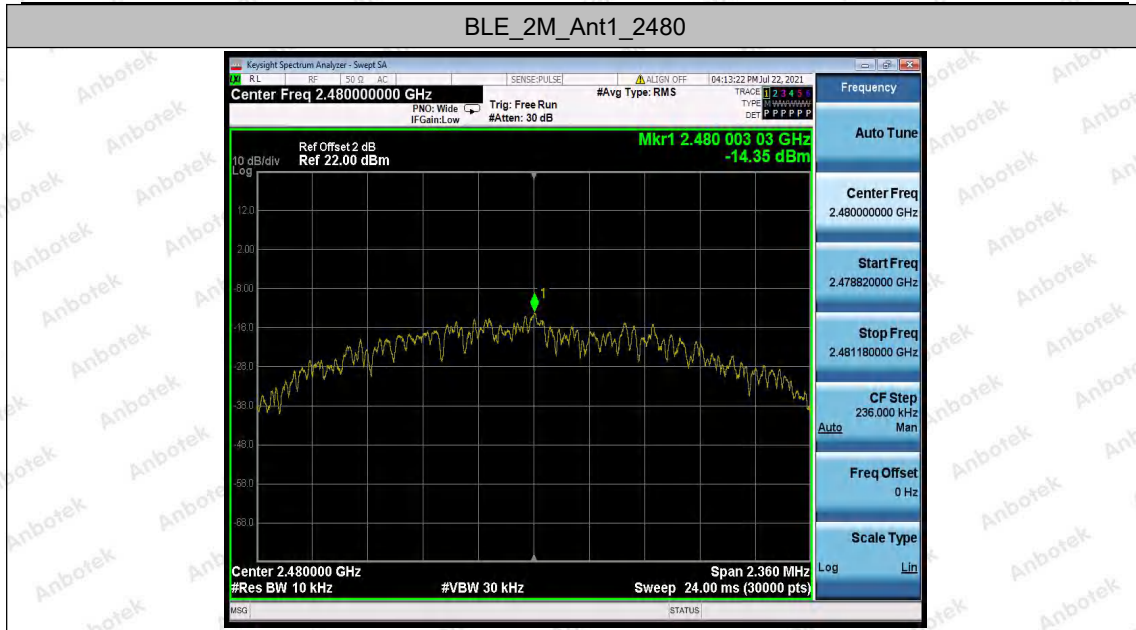 BLE_2M_Ant1_2480
Keysight Spectrum Analyzer - Swept SA
RL RF 50 Ω AC SENSE:PULSE ALIGN OFF 04:13:22 PM Jul 22, 2021
Center Freq 2.480000000 GHz
#Avg Type: RMS
TRACE 1 2 3 4 5 6
PNO: Wide
Trig: Free Run
TYPE M
IFGain:Low
#Atten: 30 dB
DET P P P P P P
Mkr1 2.480 003 03 GHz
-14.35 dBm
Ref Offset 2 dB
10 dB/div Ref 22.00 dBm
Log
12.0
2.00
-8.00
-18.0
-28.0
-38.0
-48.0
-58.0
-68.0
1
Center 2.480000 GHz
Span 2.360 MHz
#Res BW 10 kHz
#VBW 30 kHz
Sweep 24.00 ms (30000 pts)
MSG
STATUS
Frequency
Auto Tune
Center Freq
2.480000000 GHz
Start Freq
2.478820000 GHz
Stop Freq
2.481180000 GHz
CF Step
236.000 kHz
Auto Man
Freq Offset
0 Hz
Scale Type
Log Lin
Anbotek